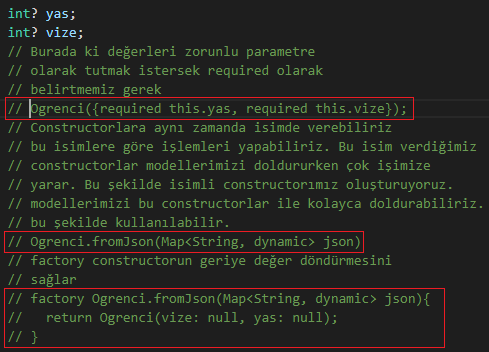 int? yas;
int? vize;
// Burada ki değerleri zorunlu parametre
// olarak tutmak istersek required olarak
// belirtmemiz gerek
// Ogrenci({required this.yas, required this.vize});
// Constructorlara aynı zamanda isimde verebiliriz
// bu isimlere göre işlemleri yapabiliriz. Bu isim verdiğimiz
// constructorlar modellerimizi doldururken çok işimize
// yarar. Bu şekilde isimli constructorımız oluşturuyoruz.
// modellerimizi bu constructorlar ile kolayca doldurabiliriz.
// bu şekilde kullanılabilir.
// Ogrenci.fromJson(Map<String, dynamic> json)
// factory constructorun geriye değer döndürmesini
// sağlar
// factory Ogrenci.fromJson(Map<String, dynamic> json){
//   return Ogrenci(vize: null, yas: null);
// }